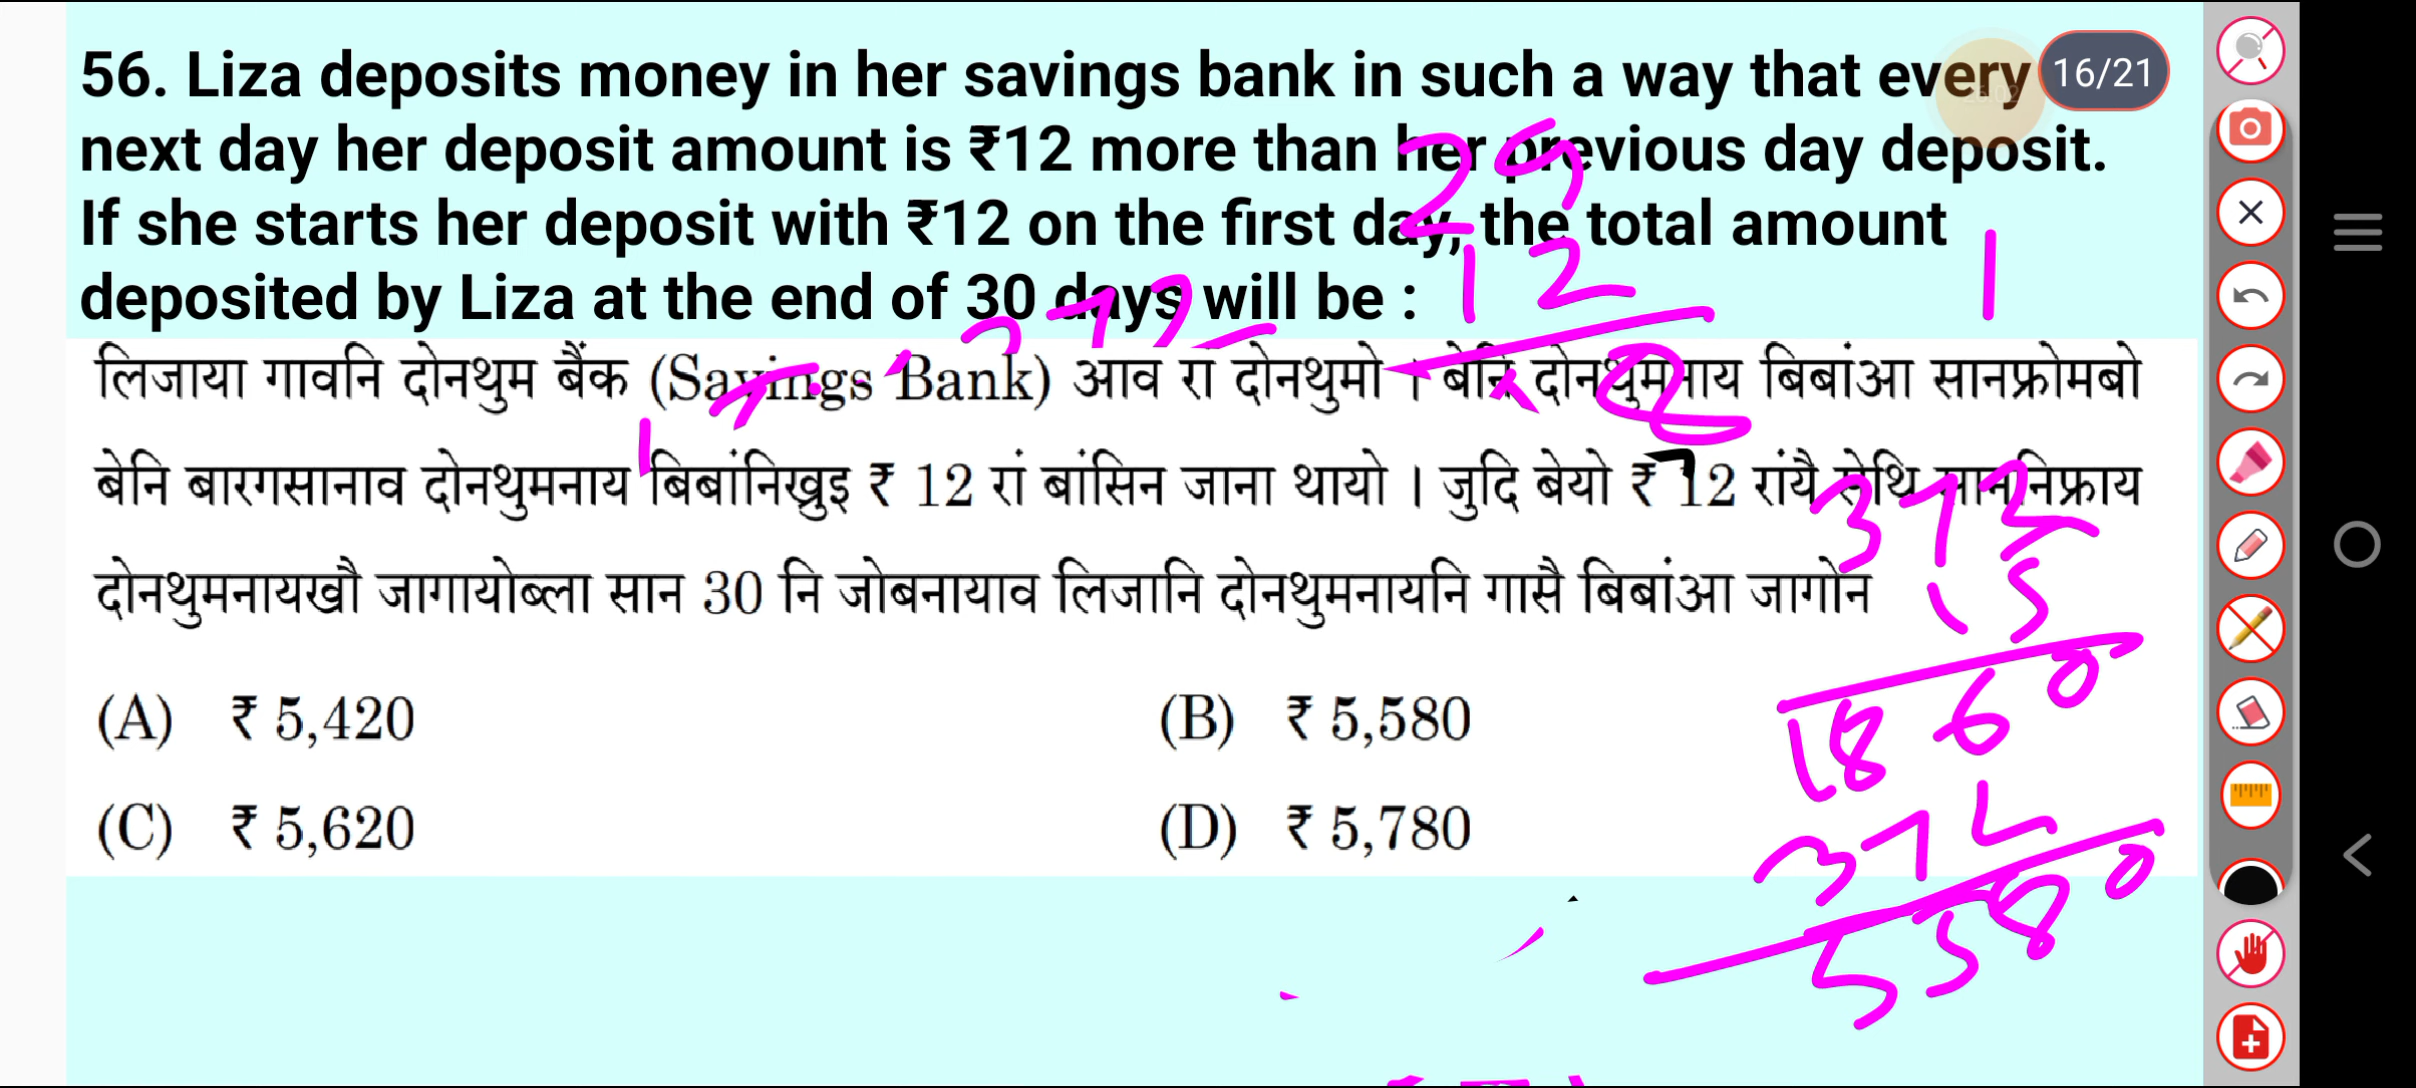 56. Liza deposits money in her savings bank in such a way that every
16/21
next day her deposit amount is ₹12 more than her previous day deposit.
If she starts her deposit with ₹12 on the first day, the total amount
deposited by Liza at the end of 30 days will be :
29
12
1
372
लिजाया गावनि दोनथुम बैंक (Savings Bank) आव रां दोनथुमो । बेनि दोनथुमनाय बिबांआ सानफ्रोमबो
बेनि बारगसानाव दोनथुमनाय बिबांनिखुइ ₹ 12 रां बांसिन जाना थायो । जुदि बेयो ₹ 12 रांयै सेथि साननिफ्राय
दोनथुमनायखौ जागायोब्ला सान 30 नि जोबनायाव लिजानि दोनथुमनायनि गासै बिबांआ जागोन
372
15
(A) ₹ 5,420 (B) ₹ 5,580
1860
(C) ₹ 5,620 (D) ₹ 5,780
372
5580